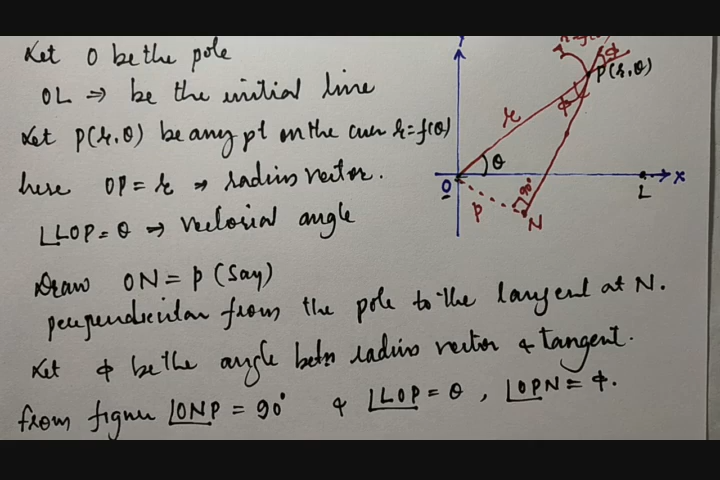 Let O be the pole
OL ⇒ be the initial line
Let P(r,θ) be any pt on the cuer r=f(θ)
here OP = r ⇒ radius vector.
∠LOP = θ → vectorial angle
Draw ON = p (Say)
perpendicular from the pole to the tangent at N.
Let φ be the angle betn radius vector & tangent.
from figure ∠ONP = 90° & ∠LOP = θ, ∠OPN = φ.
φ
P(r,θ)
φ
r
θ
O
L
x
P
90°
N